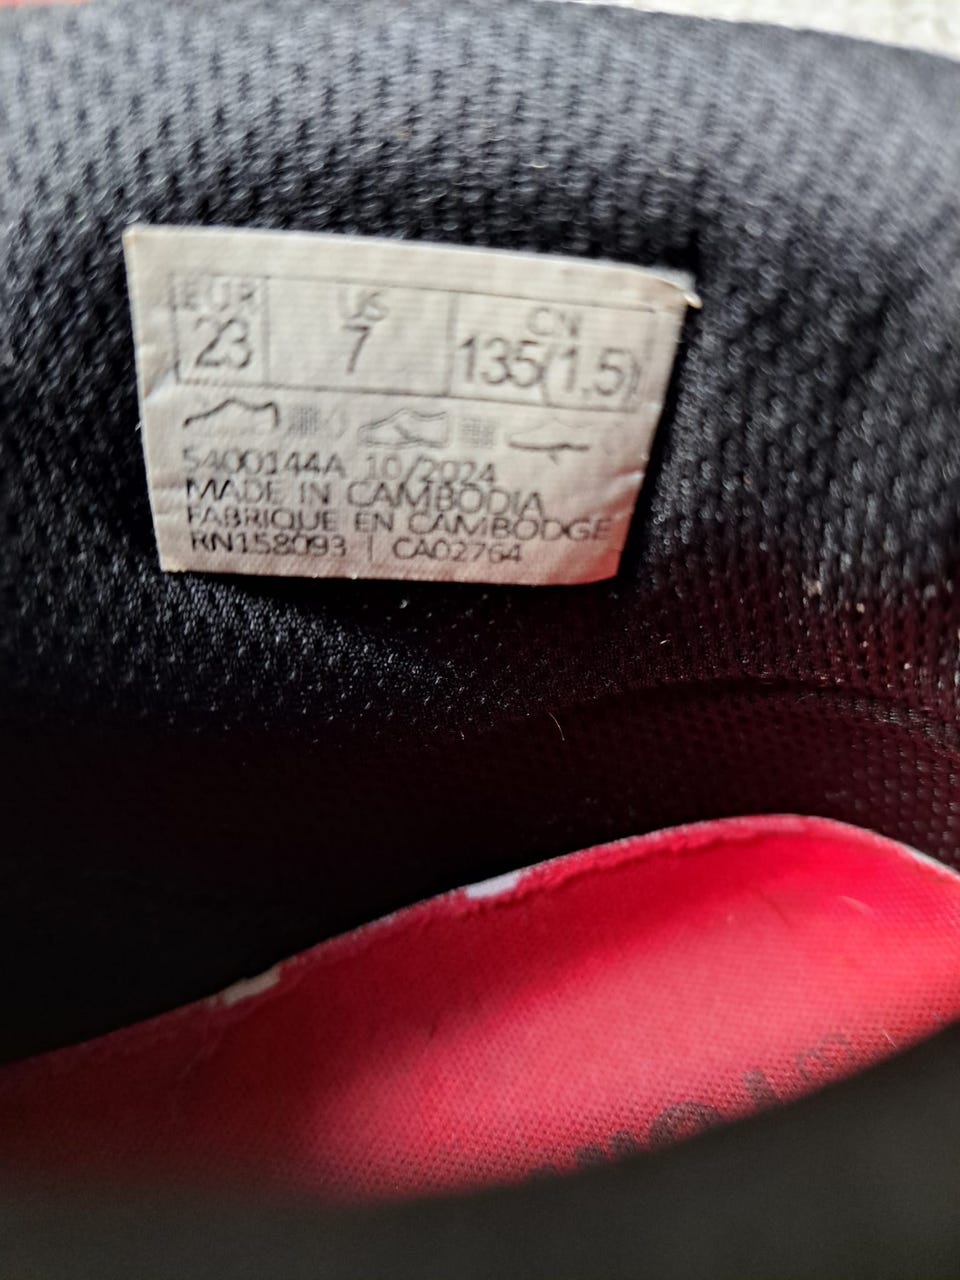 EUR US CN
23 7 135(1.5)
5400144A 10/2024
MADE IN CAMBODIA
FABRIQUE EN CAMBODGE
RN158093 | CA02764